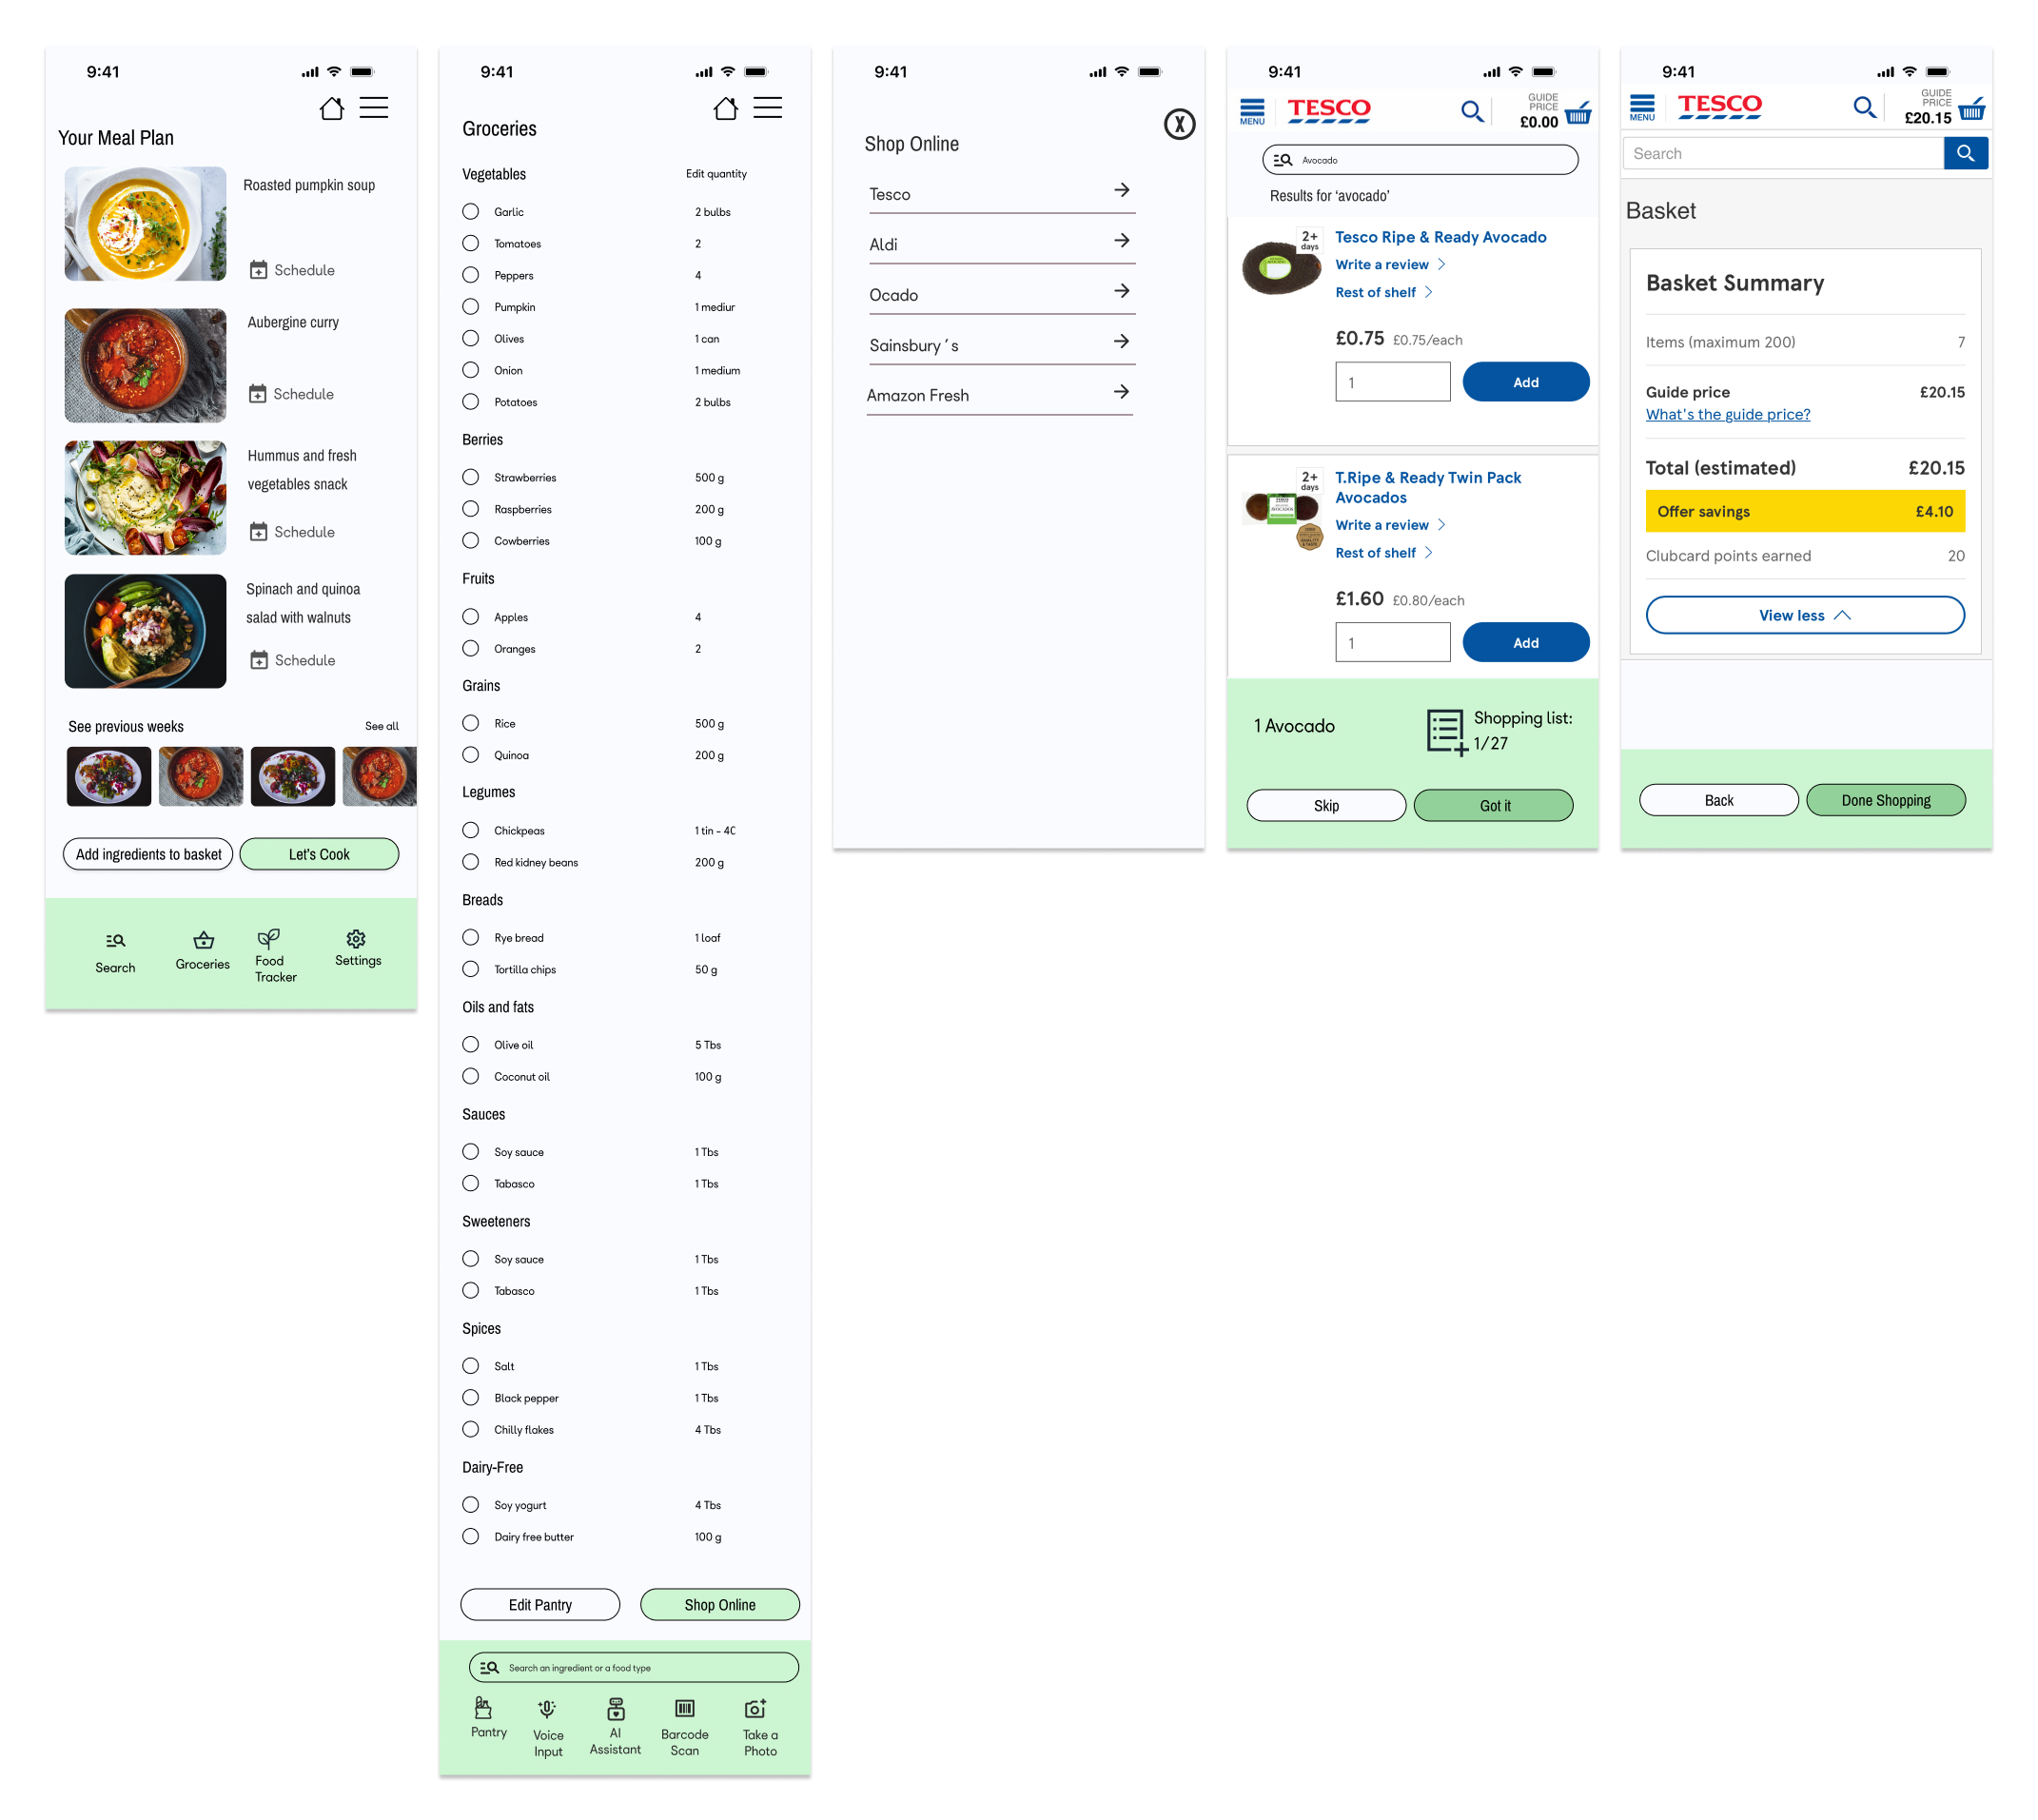 9:41
Your Meal Plan
Roasted pumpkin soup
Schedule
Aubergine curry
Schedule
Hummus and fresh
vegetables snack
Schedule
Spinach and quinoa
salad with walnuts
Schedule
See previous weeks See all
Add ingredients to basket Let's Cook
Search Groceries Food Tracker Settings
9:41
Groceries
Vegetables Edit quantity
Garlic 2 bulbs
Tomatoes 2
Peppers 4
Pumpkin 1 mediur
Olives 1 can
Onion 1 medium
Potatoes 2 bulbs
Berries
Strawberries 500 g
Raspberries 200 g
Cowberries 100 g
Fruits
Apples 4
Oranges 2
Grains
Rice 500 g
Quinoa 200 g
Legumes
Chickpeas 1 tin - 4C
Red kidney beans 200 g
Breads
Rye bread 1 loaf
Tortilla chips 50 g
Oils and fats
Olive oil 5 Tbs
Coconut oil 100 g
Sauces
Soy sauce 1 Tbs
Tabasco 1 Tbs
Sweeteners
Soy sauce 1 Tbs
Tabasco 1 Tbs
Spices
Salt 1 Tbs
Black pepper 1 Tbs
Chilly flakes 4 Tbs
Dairy-Free
Soy yogurt 4 Tbs
Dairy free butter 100 g
Edit Pantry Shop Online
Search an ingredient or a food type
Pantry Voice Input AI Assistant Barcode Scan Take a Photo
9:41
X
Shop Online
Tesco
Aldi
Ocado
Sainsbury ´s
Amazon Fresh
9:41
MENU TESCO GUIDE PRICE £0.00
Avocado
Results for 'avocado'
2+ days
Tesco Ripe & Ready Avocado
Write a review
Rest of shelf
£0.75 £0.75/each
1 Add
2+ days
T.Ripe & Ready Twin Pack
Avocados
Write a review
Rest of shelf
£1.60 £0.80/each
1 Add
1 Avocado
Shopping list:
1/27
Skip Got it
9:41
MENU TESCO GUIDE PRICE £20.15
Search
Basket
Basket Summary
Items (maximum 200) 7
Guide price £20.15
What's the guide price?
Total (estimated) £20.15
Offer savings £4.10
Clubcard points earned 20
View less
Back Done Shopping